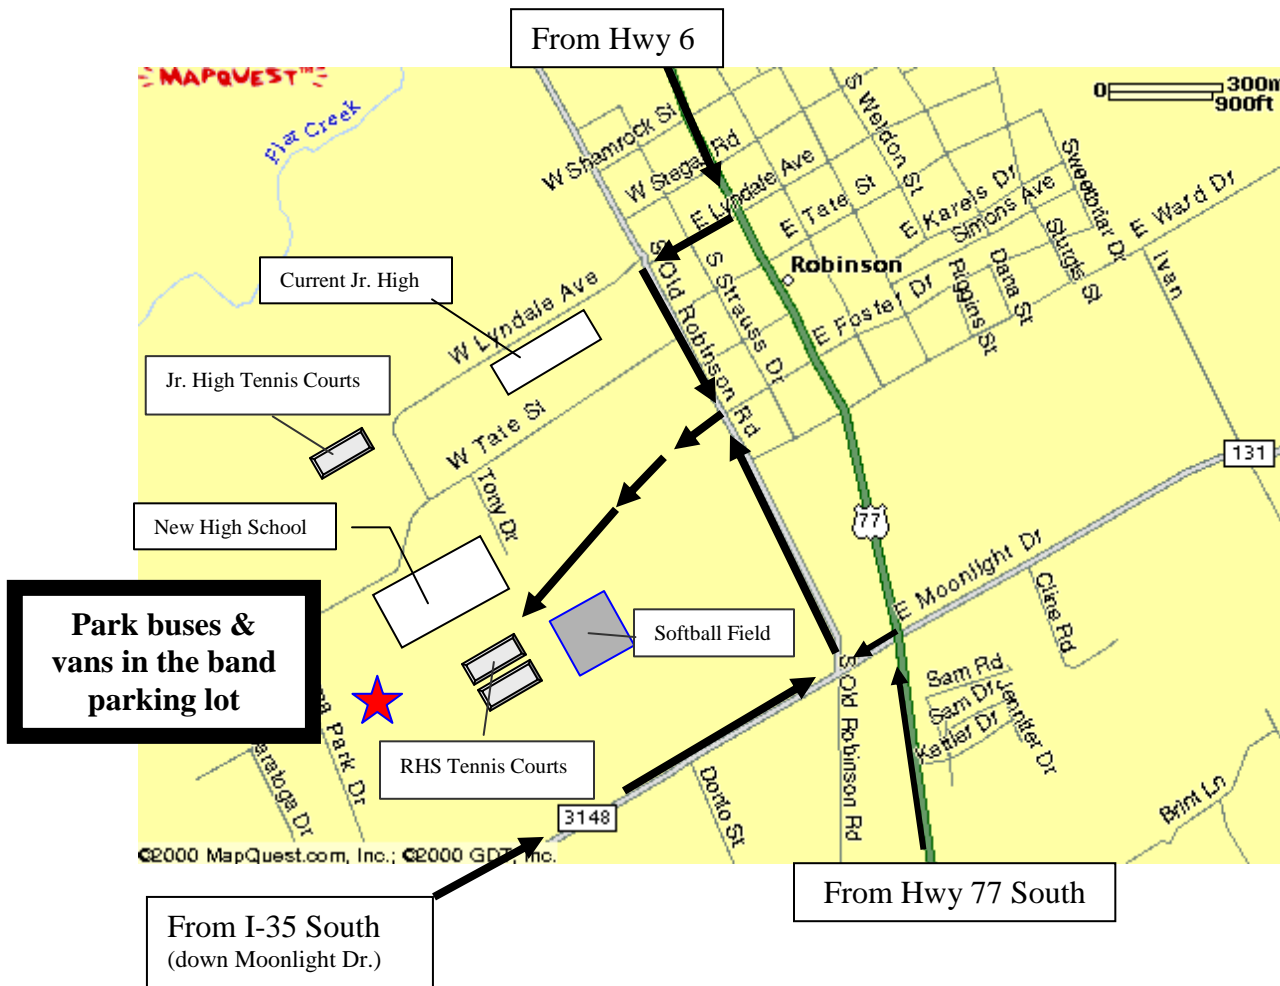 From Hwy 6
MAPQUEST™
Flat Creek
0 300m
900ft
W Shamrock St
W Stegal Rd
E Lyndale Ave
S Weldon St
E Tate St
E Karels Dr
Simons Ave
Sweetbriar Dr
E Ward Dr
Ivan
Sturgis St
Dana St
Riggins St
Robinson
E Foster Dr
S Strauss Dr
S Old Robinson Rd
Current Jr. High
W Lyndale Ave
Jr. High Tennis Courts
W Tate St
Tony Dr
131
77
New High School
E Moonlight Dr
Cline Rd
Park buses &
vans in the band
parking lot
Softball Field
Sam Rd
Sam Dr
Jennifer Dr
Kattler Dr
S Old Robinson Rd
RHS Tennis Courts
Park Dr
aratoga Dr
3148
Donto St
Brint Ln
©2000 MapQuest.com, Inc.; ©2000 GDT, Inc.
From Hwy 77 South
From I-35 South
(down Moonlight Dr.)